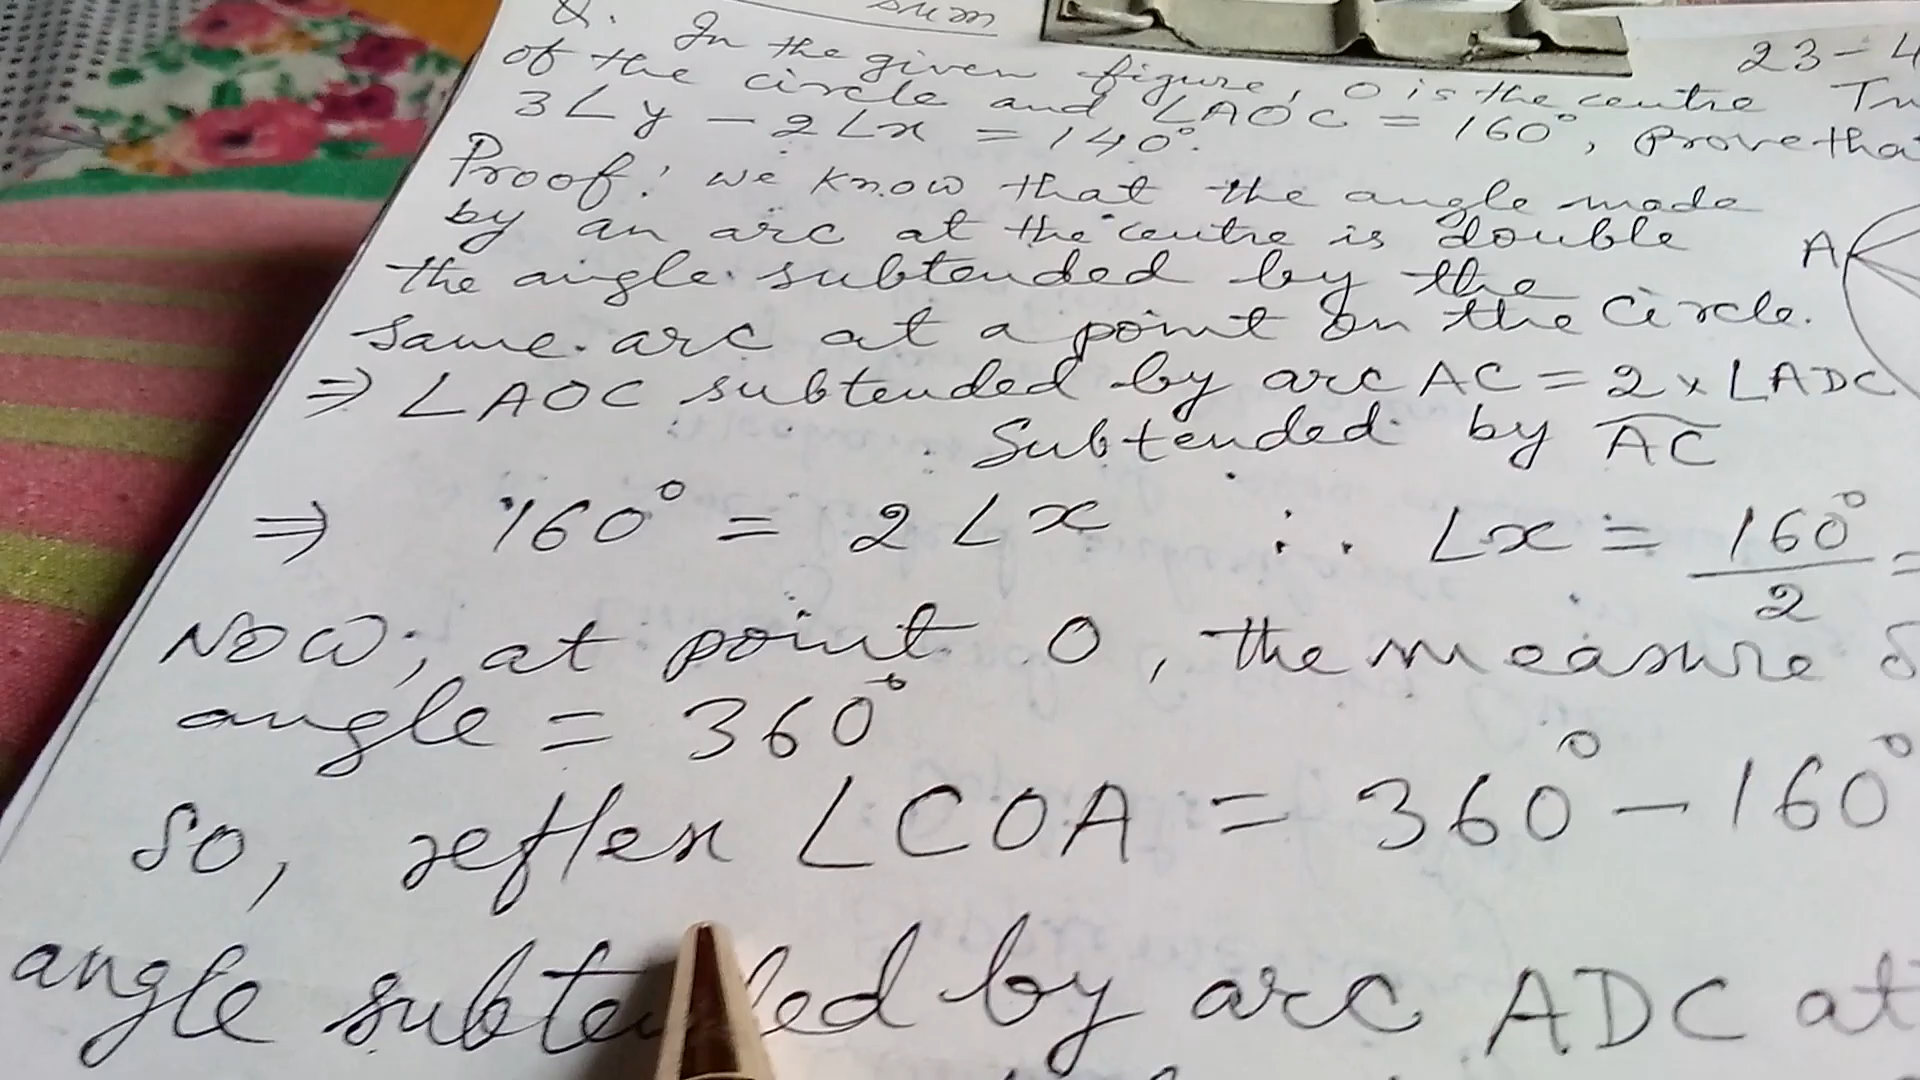 sum
Q. In the given figure, O is the centre
of the circle and ∠AOC = 160°, Prove
3∠y - 2∠x = 140°.
23-4
Proof: we know that the angle made
by an arc at the centre is double
the angle subtended by the
same arc at a point on the circle.
A
⇒ ∠AOC subtended by arc AC = 2 x ∠ADC
Subtended by A͡C
⇒ 160° = 2 ∠x ∴ ∠x = 160°/2 =
Now; at point O, the measure
angle = 360°
So, reflex ∠COA = 360° - 160°
angle subtended by arc ADC at